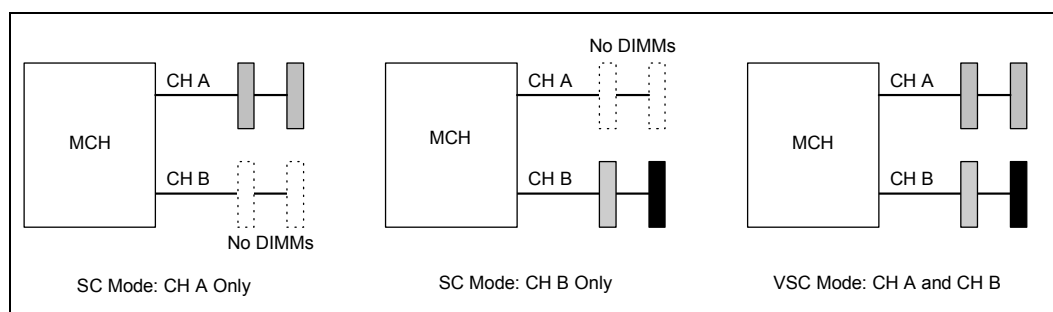 CH A
MCH
CH B
No DIMMs
SC Mode: CH A Only
No DIMMs
CH A
MCH
CH B
SC Mode: CH B Only
CH A
MCH
CH B
VSC Mode: CH A and CH B